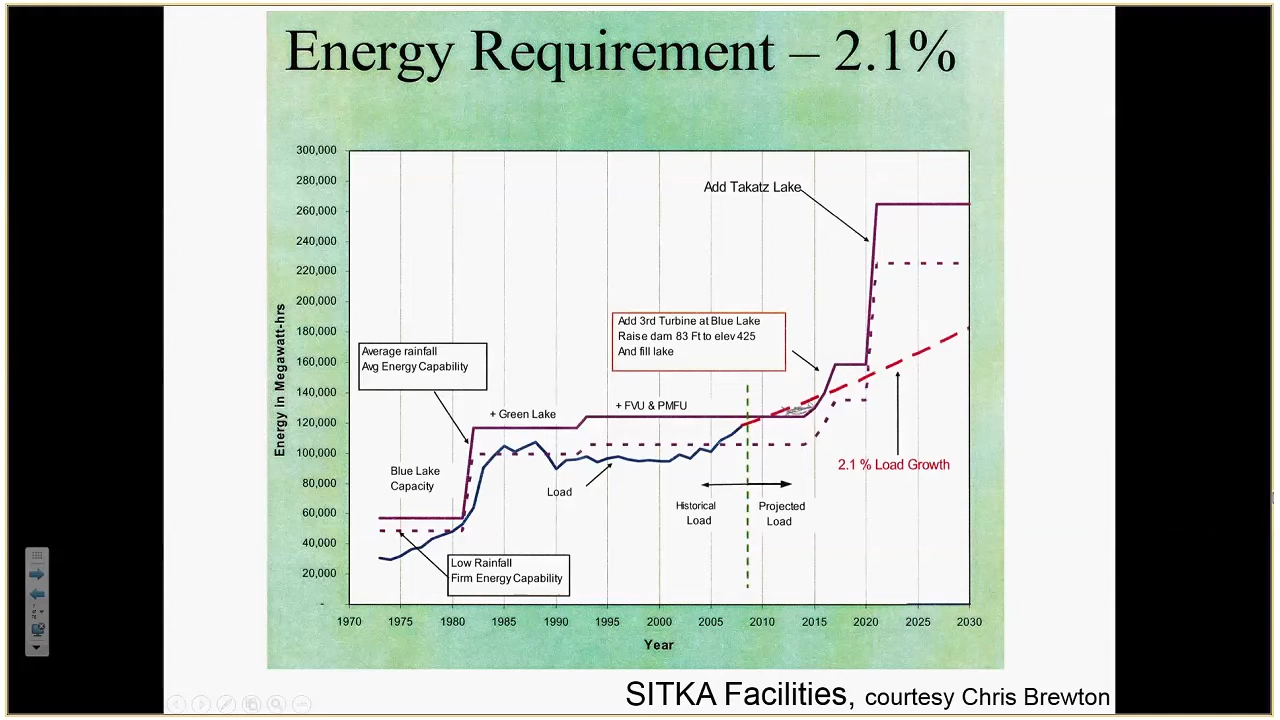 Energy Requirement – 2.1%
300,000
280,000
260,000
240,000
220,000
200,000
180,000
160,000
140,000
120,000
100,000
80,000
60,000
40,000
20,000
-
Energy in Megawatt-hrs
Add Takatz Lake
Add 3rd Turbine at Blue Lake
Raise dam 83 Ft to elev 425
And fill lake
Average rainfall
Avg Energy Capability
+ Green Lake
+ FVU & PMFU
Blue Lake
Capacity
Load
2.1 % Load Growth
Historical
Load
Projected
Load
Low Rainfall
Firm Energy Capability
1970 1975 1980 1985 1990 1995 2000 2005 2010 2015 2020 2025 2030
Year
SITKA Facilities, courtesy Chris Brewton